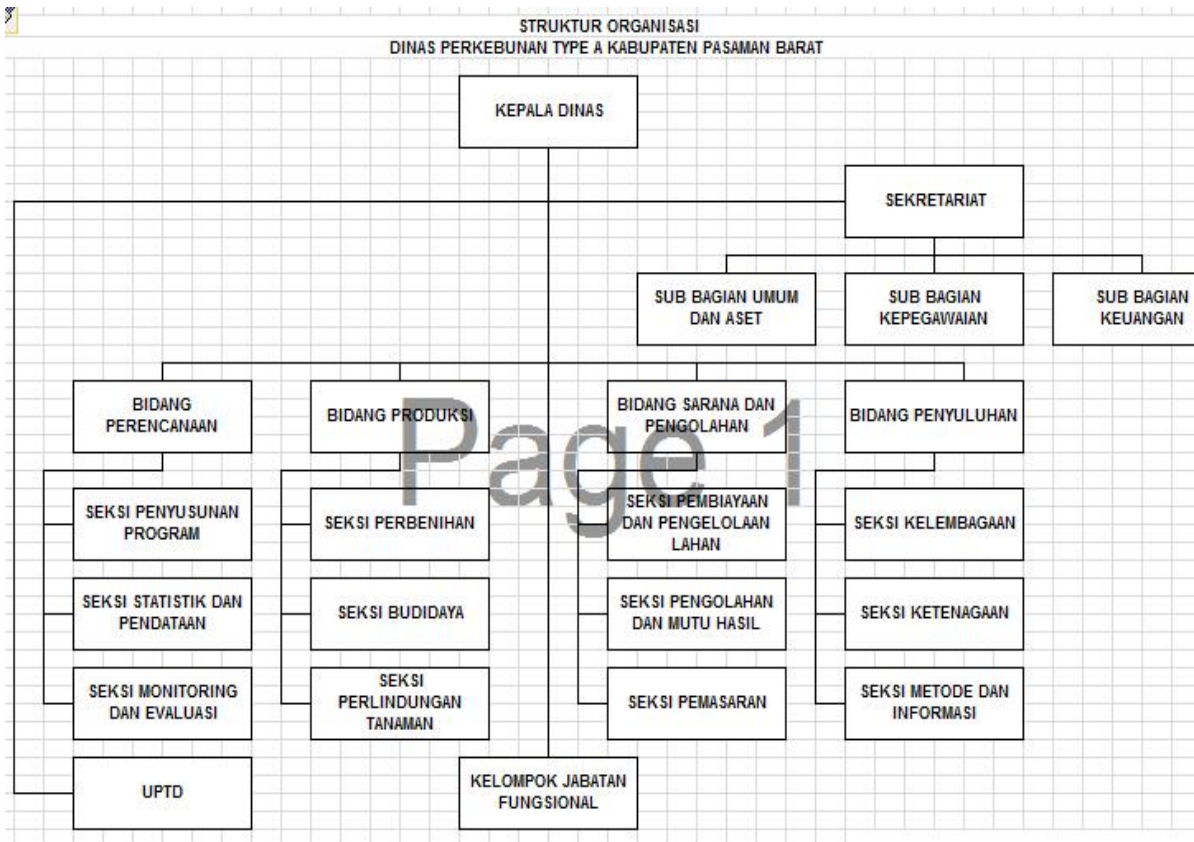 STRUKTUR ORGANISASI
DINAS PERKEBUNAN TYPE A KABUPATEN PASAMAN BARAT
KEPALA DINAS
SEKRETARIAT
SUB BAGIAN UMUM
DAN ASET
SUB BAGIAN
KEPEGAWAIAN
SUB BAGIAN
KEUANGAN
BIDANG
PERENCANAAN
BIDANG PRODUKSI
BIDANG SARANA DAN
PENGOLAHAN
BIDANG PENYULUHAN
Page 1
SEKSI PENYUSUNAN
PROGRAM
SEKSI PERBENIHAN
SEKSI PEMBIAYAAN
DAN PENGELOLAAN
LAHAN
SEKSI KELEMBAGAAN
SEKSI STATISTIK DAN
PENDATAAN
SEKSI BUDIDAYA
SEKSI PENGOLAHAN
DAN MUTU HASIL
SEKSI KETENAGAAN
SEKSI MONITORING
DAN EVALUASI
SEKSI
PERLINDUNGAN
TANAMAN
SEKSI PEMASARAN
SEKSI METODE DAN
INFORMASI
UPTD
KELOMPOK JABATAN
FUNGSIONAL